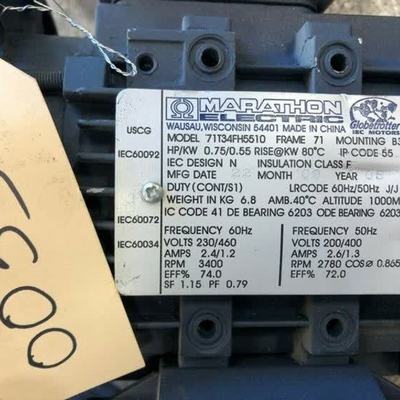 MARATHON
ELECTRIC
Globetrotter
IEC MOTORS
WAUSAU, WISCONSIN 54401 MADE IN CHINA
MODEL 71T34FH5510 FRAME 71 MOUNTING B3
HP/KW 0.75/0.55 RISE@KW 80°C IP CODE 55
IEC DESIGN N INSULATION CLASS F
MFG DATE 22 MONTH YEAR
DUTY (CONT/S1) LRCODE 60Hz/50Hz J/J
WEIGHT IN KG 6.8 AMB.40°C ALTITUDE 1000M
IC CODE 41 DE BEARING 6203 ODE BEARING 6203
FREQUENCY 60Hz
VOLTS 230/460
AMPS 2.4/1.2
RPM 3400
EFF% 74.0
SF 1.15 PF 0.79
FREQUENCY 50Hz
VOLTS 200/400
AMPS 2.6/1.3
RPM 2780 COSØ 0.865
EFF% 72.0
USCG
IEC60092
IEC60072
IEC60034